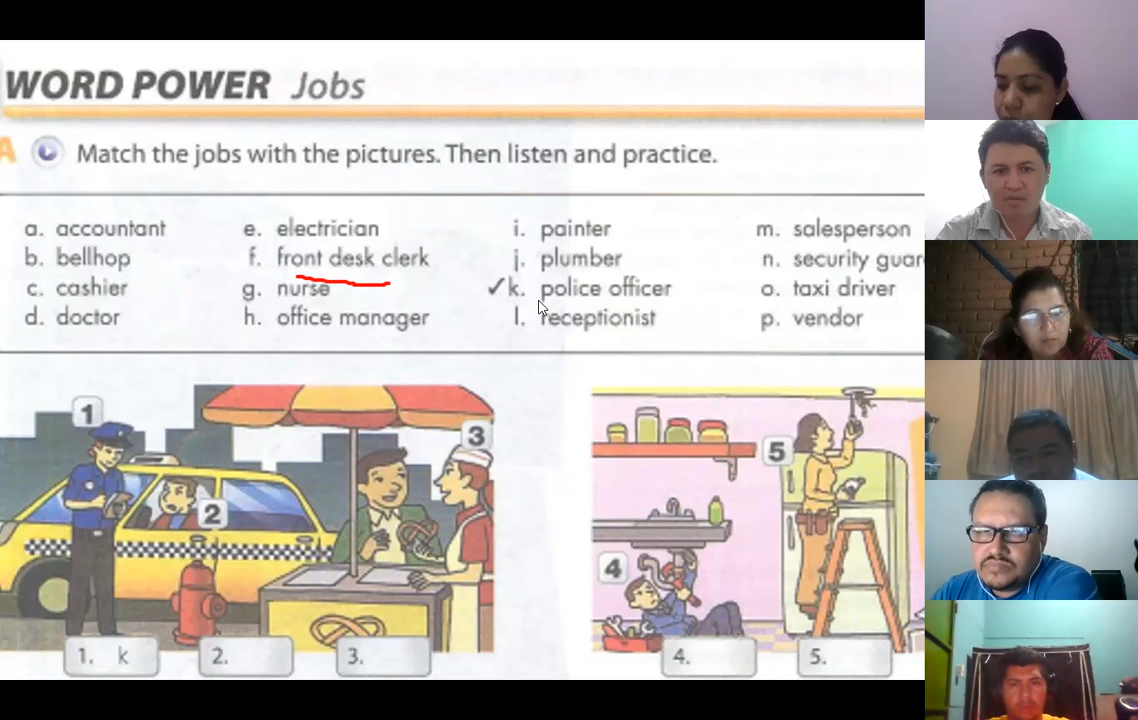 WORD POWER Jobs
A Match the jobs with the pictures. Then listen and practice.
a. accountant e. electrician i. painter m. salesperson
b. bellhop f. front desk clerk j. plumber n. security guar
c. cashier g. nurse ✓k. police officer o. taxi driver
d. doctor h. office manager l. receptionist p. vendor
1
2
3
4
5
1. k 2. 3. 4. 5.